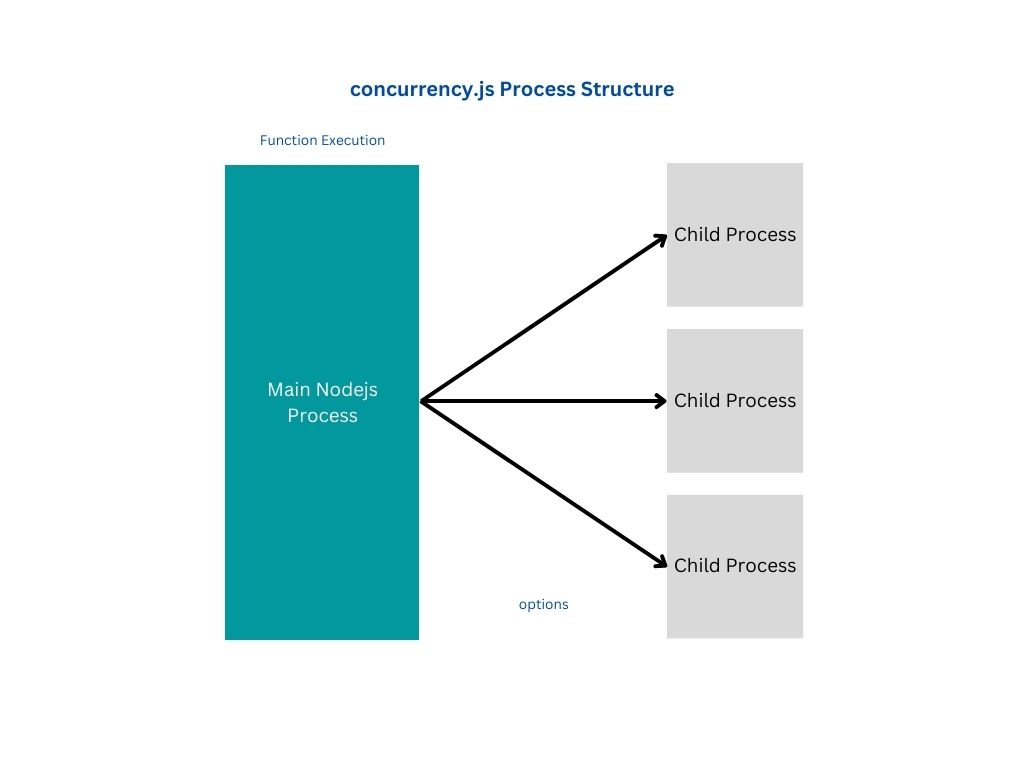 concurrency.js Process Structure
Function Execution
Main Nodejs
Process
Child Process
Child Process
Child Process
options